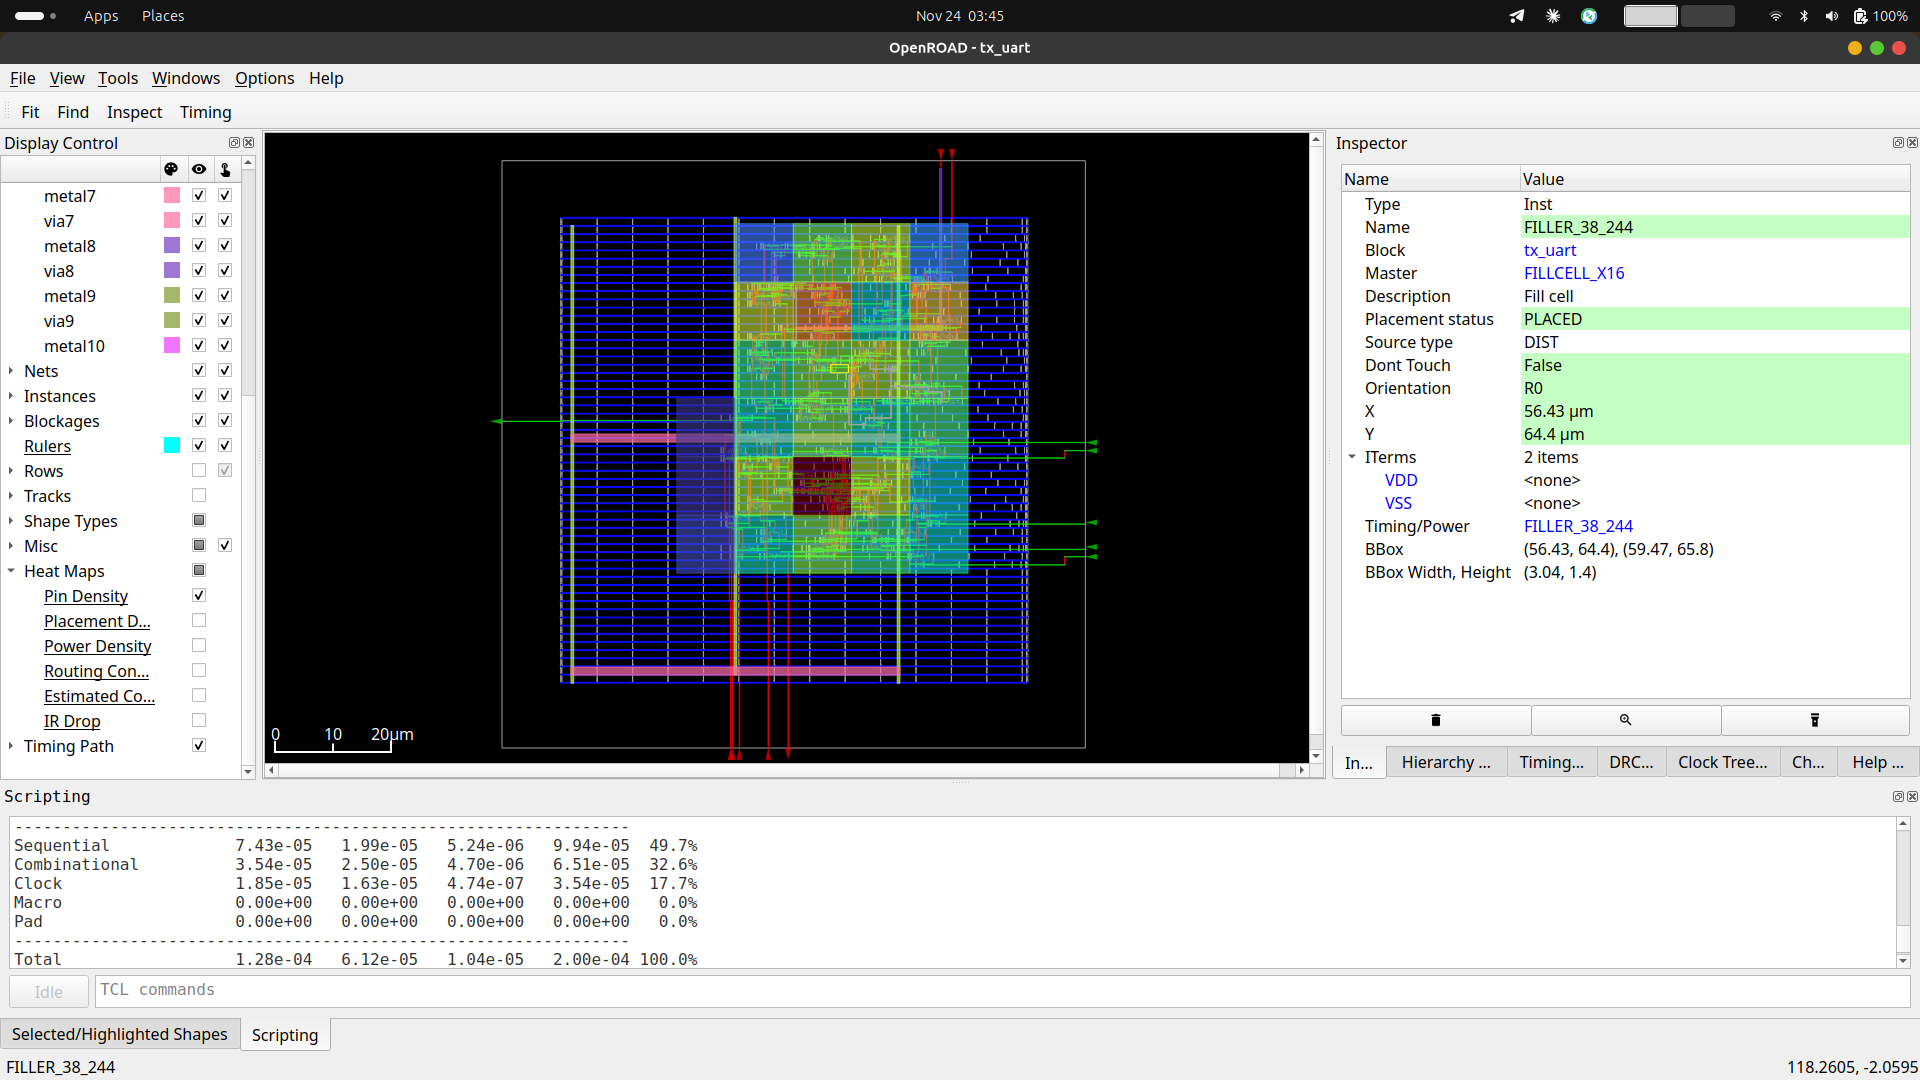 Apps Places Nov 24 03:45 100%
OpenROAD - tx_uart
File View Tools Windows Options Help
Fit Find Inspect Timing
Display Control
metal7
via7
metal8
via8
metal9
via9
metal10
Nets
Instances
Blockages
Rulers
Rows
Tracks
Shape Types
Misc
Heat Maps
Pin Density
Placement D...
Power Density
Routing Con...
Estimated Co...
IR Drop
Timing Path
0 10 20μm
Inspector
Name Value
Type Inst
Name FILLER_38_244
Block tx_uart
Master FILLCELL_X16
Description Fill cell
Placement status PLACED
Source type DIST
Dont Touch False
Orientation R0
X 56.43 μm
Y 64.4 μm
ITerms 2 items
VDD <none>
VSS <none>
Timing/Power FILLER_38_244
BBox (56.43, 64.4), (59.47, 65.8)
BBox Width, Height (3.04, 1.4)
In... Hierarchy ... Timing... DRC... Clock Tree... Ch... Help ...
Scripting
----------------------------------------------------------------
Sequential 7.43e-05 1.99e-05 5.24e-06 9.94e-05 49.7%
Combinational 3.54e-05 2.50e-05 4.70e-06 6.51e-05 32.6%
Clock 1.85e-05 1.63e-05 4.74e-07 3.54e-05 17.7%
Macro 0.00e+00 0.00e+00 0.00e+00 0.00e+00 0.0%
Pad 0.00e+00 0.00e+00 0.00e+00 0.00e+00 0.0%
----------------------------------------------------------------
Total 1.28e-04 6.12e-05 1.04e-05 2.00e-04 100.0%
Idle TCL commands
Selected/Highlighted Shapes Scripting
FILLER_38_244 118.2605, -2.0595